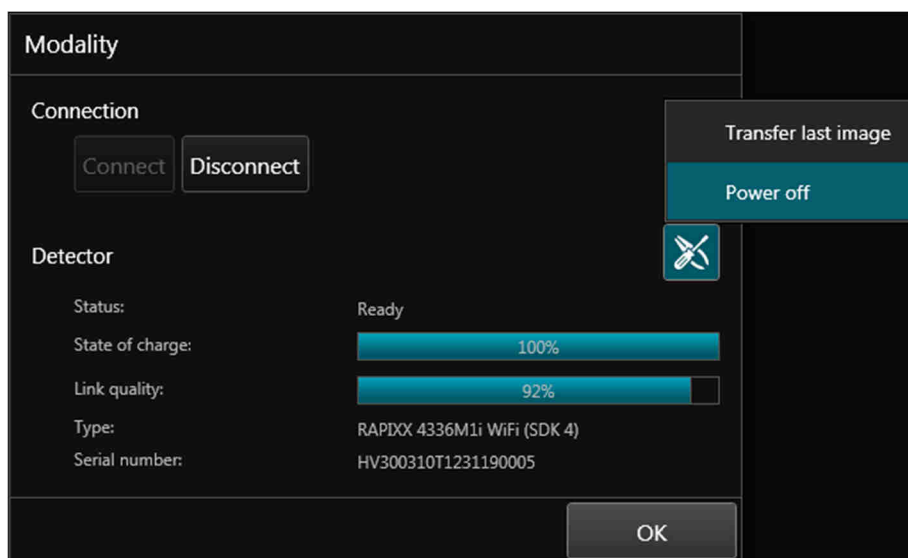 Modality
Connection
Connect
Disconnect
Transfer last image
Power off
Detector
Status:
Ready
State of charge:
100%
Link quality:
92%
Type:
RAPIXX 4336M1i WiFi (SDK 4)
Serial number:
HV300310T1231190005
OK